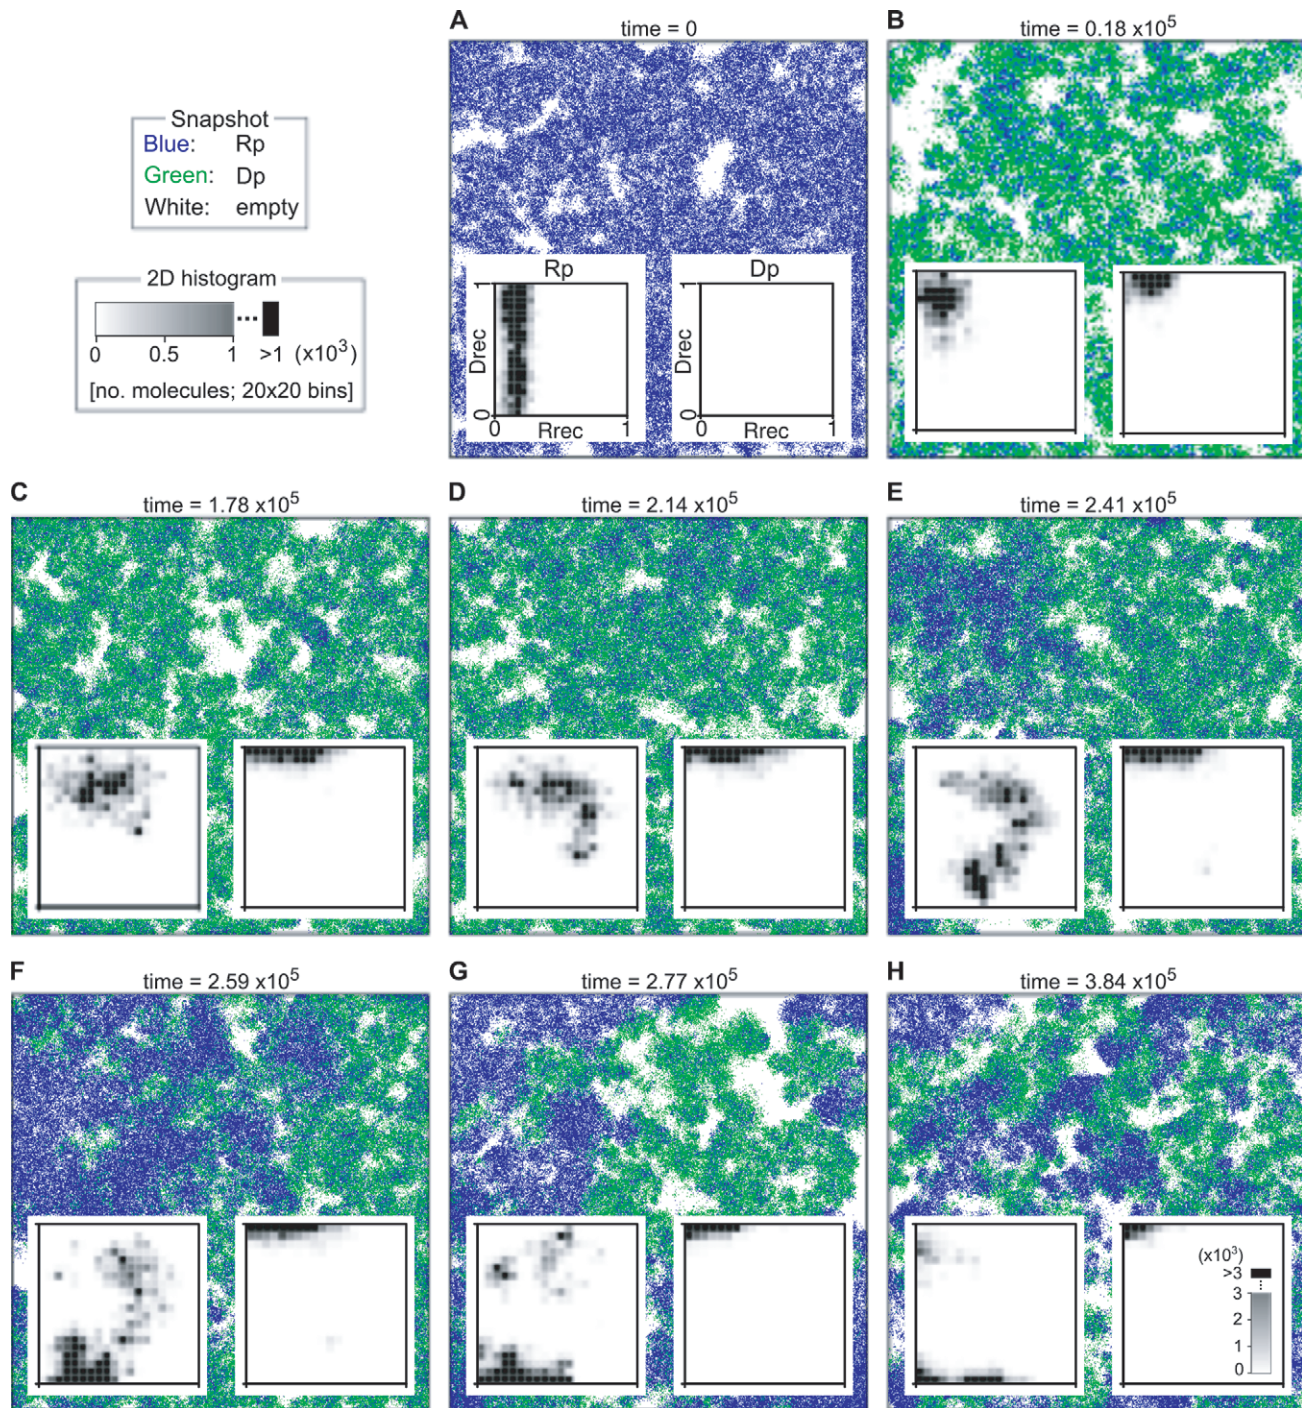 A
time = 0
B
time = 0.18 x10⁵
Snapshot
Blue: Rp
Green: Dp
White: empty
2D histogram
0 0.5 1 >1 (x10³)
[no. molecules; 20x20 bins]
Rp
1
Drec
0
0 Rrec 1
Dp
1
Drec
0
0 Rrec 1
C
time = 1.78 x10⁵
D
time = 2.14 x10⁵
E
time = 2.41 x10⁵
F
time = 2.59 x10⁵
G
time = 2.77 x10⁵
H
time = 3.84 x10⁵
(x10³)
>3
3
2
1
0